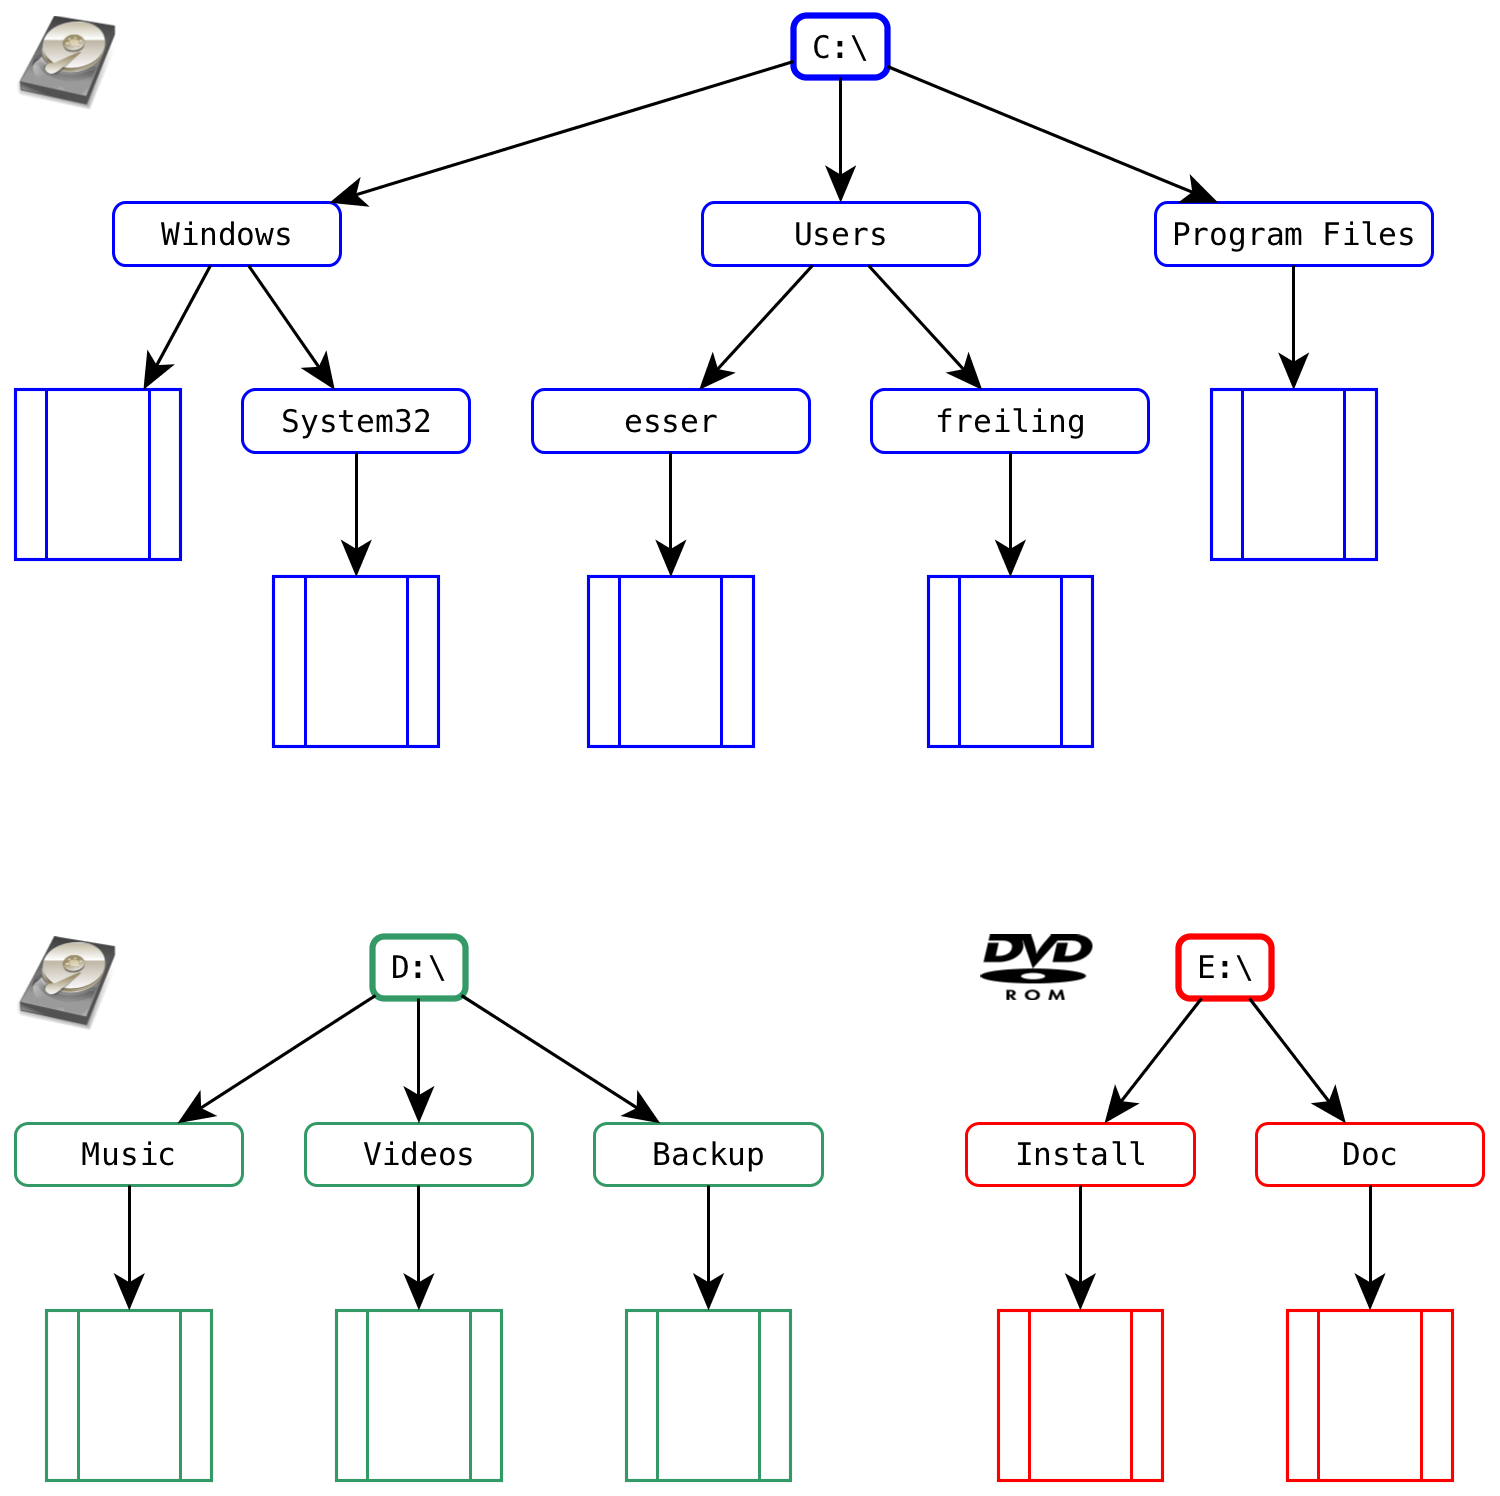 C:\
Windows
Users
Program Files
System32
esser
freiling
D:\
DVD
ROM
E:\
Music
Videos
Backup
Install
Doc